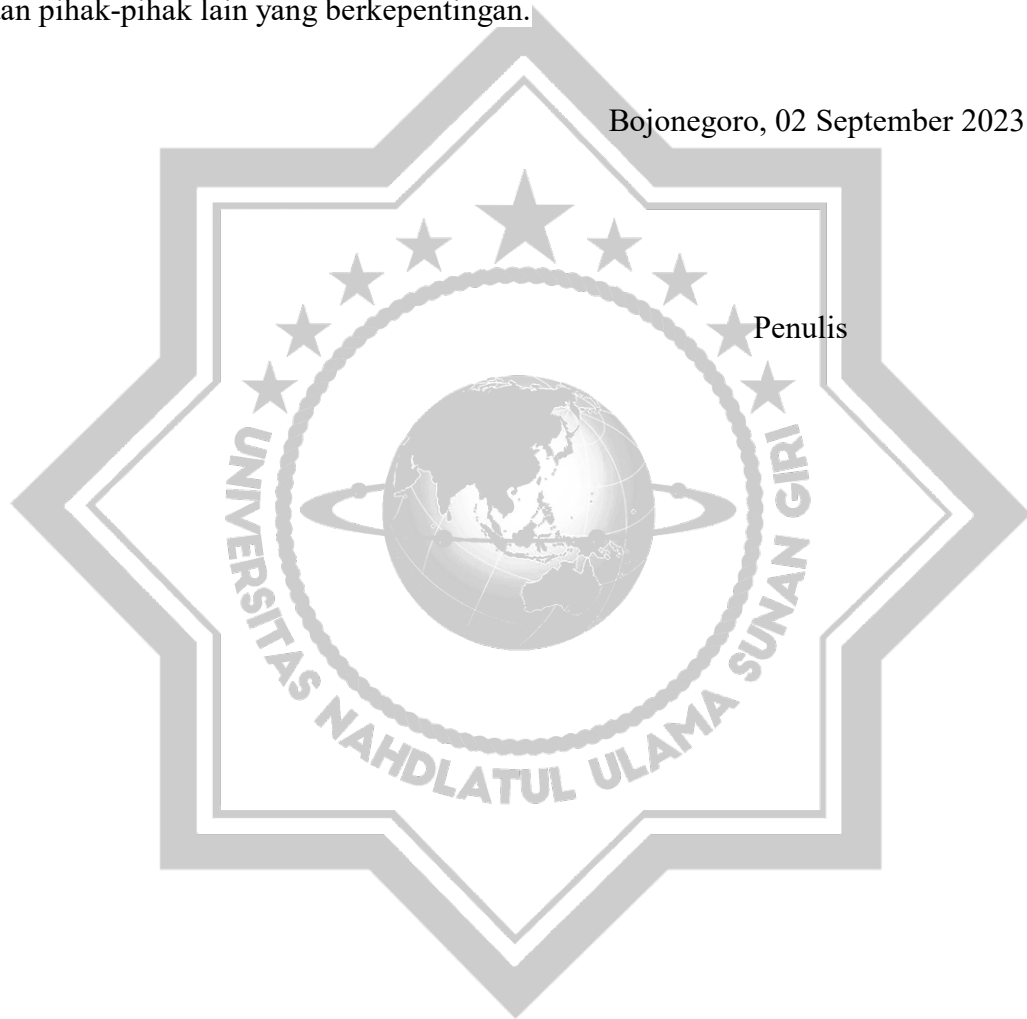 an pihak-pihak lain yang berkepentingan.
Bojonegoro, 02 September 2023
Penulis
UNIVERSITAS NAHDLATUL ULAMA SUNAN GIRI